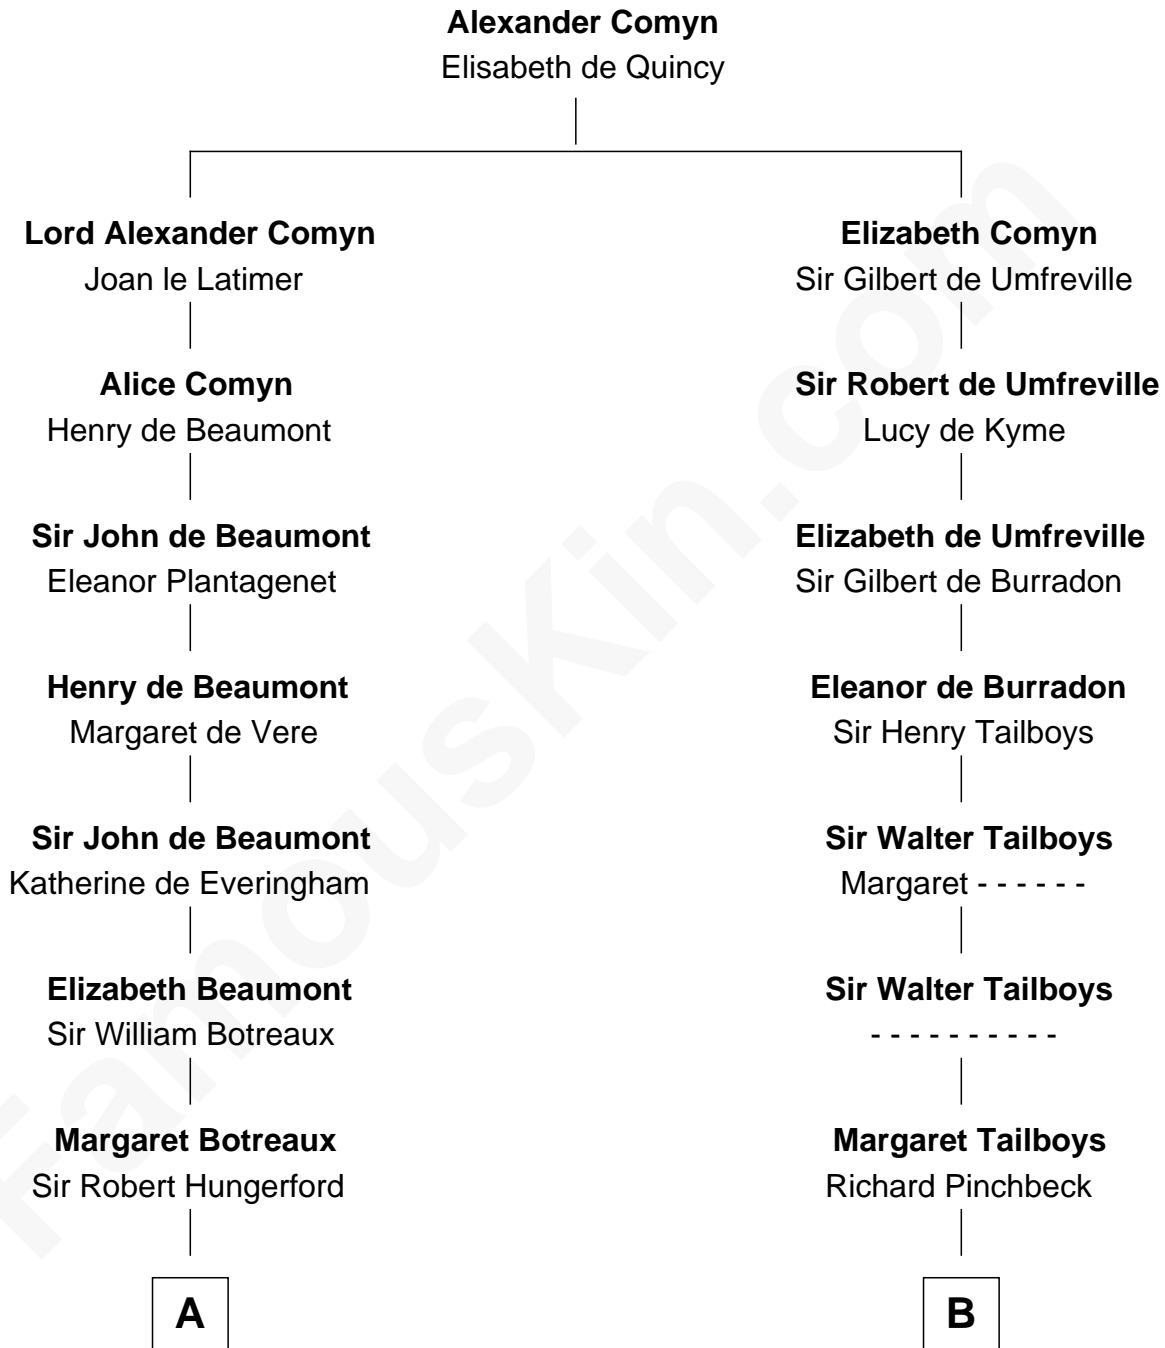 Alexander Comyn
Elisabeth de Quincy
Lord Alexander Comyn
Joan le Latimer
Elizabeth Comyn
Sir Gilbert de Umfreville
Alice Comyn
Henry de Beaumont
Sir Robert de Umfreville
Lucy de Kyme
Sir John de Beaumont
Eleanor Plantagenet
Elizabeth de Umfreville
Sir Gilbert de Burradon
Henry de Beaumont
Margaret de Vere
Eleanor de Burradon
Sir Henry Tailboys
Sir John de Beaumont
Katherine de Everingham
Sir Walter Tailboys
Margaret - - - - - -
Elizabeth Beaumont
Sir William Botreaux
Sir Walter Tailboys
- - - - - - - - - -
Margaret Botreaux
Sir Robert Hungerford
Margaret Tailboys
Richard Pinchbeck
A
B
FamousKin.com